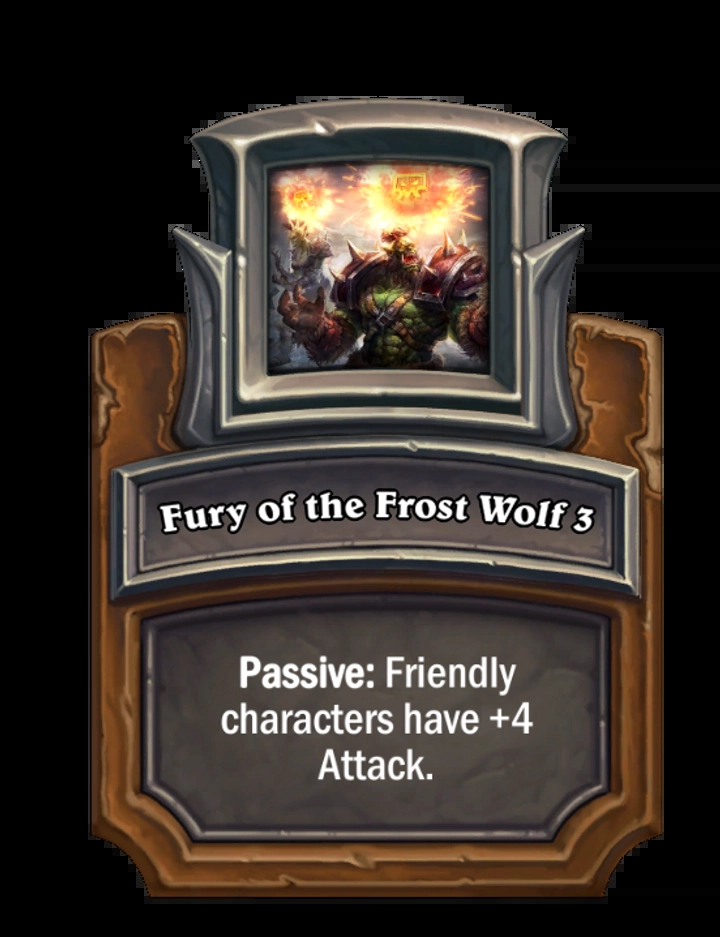 Fury of the Frost Wolf 3
Passive: Friendly
characters have +4
Attack.